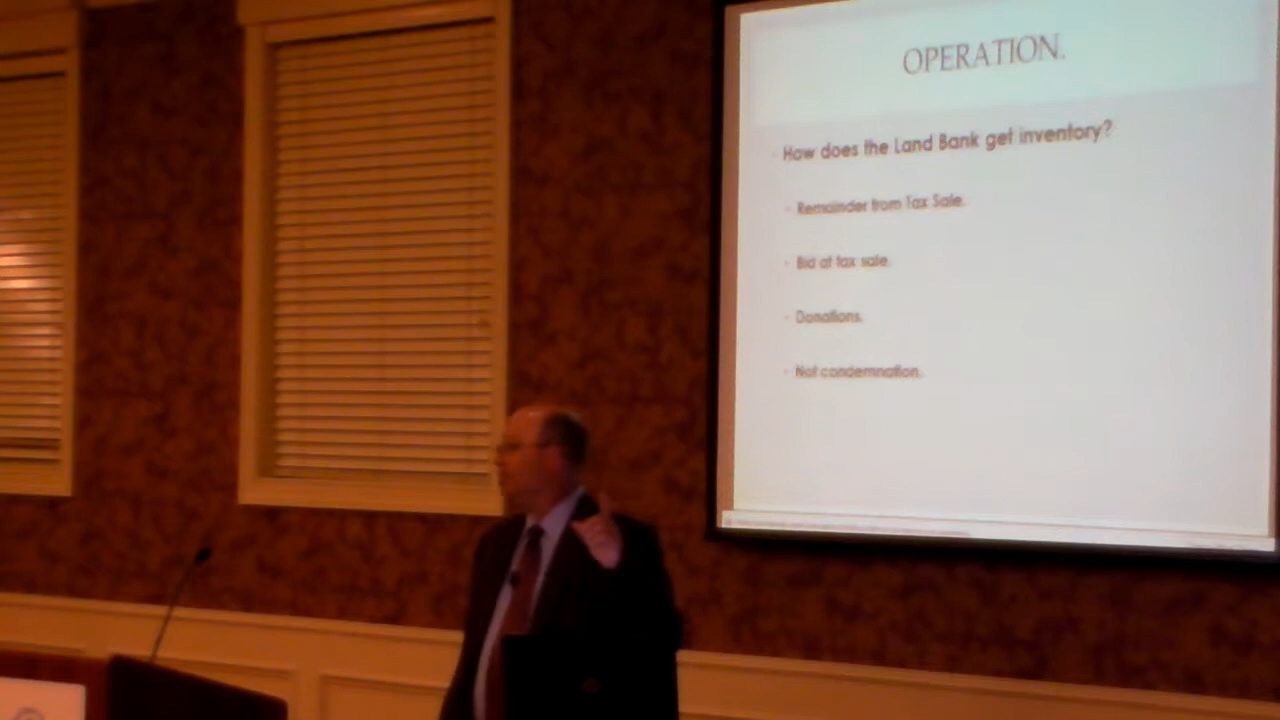 OPERATION.
How does the Land Bank get inventory?
Remainder from Tax Sale.
Bid at tax sale.
Donations.
Not condemnation.